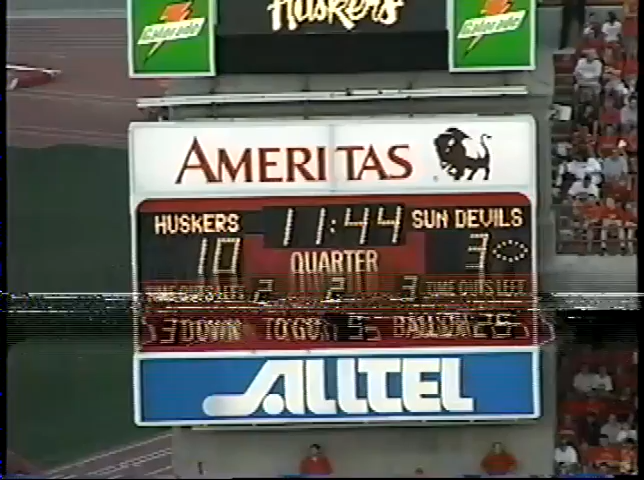 Huskers
Gatorade
Gatorade
AMERITAS
HUSKERS 11:44 SUN DEVILS
10 QUARTER 3
TIME OUTS LEFT 2 2 3 TIME OUTS LEFT
3 DOWN TO GO BALL ON
ALLTEL